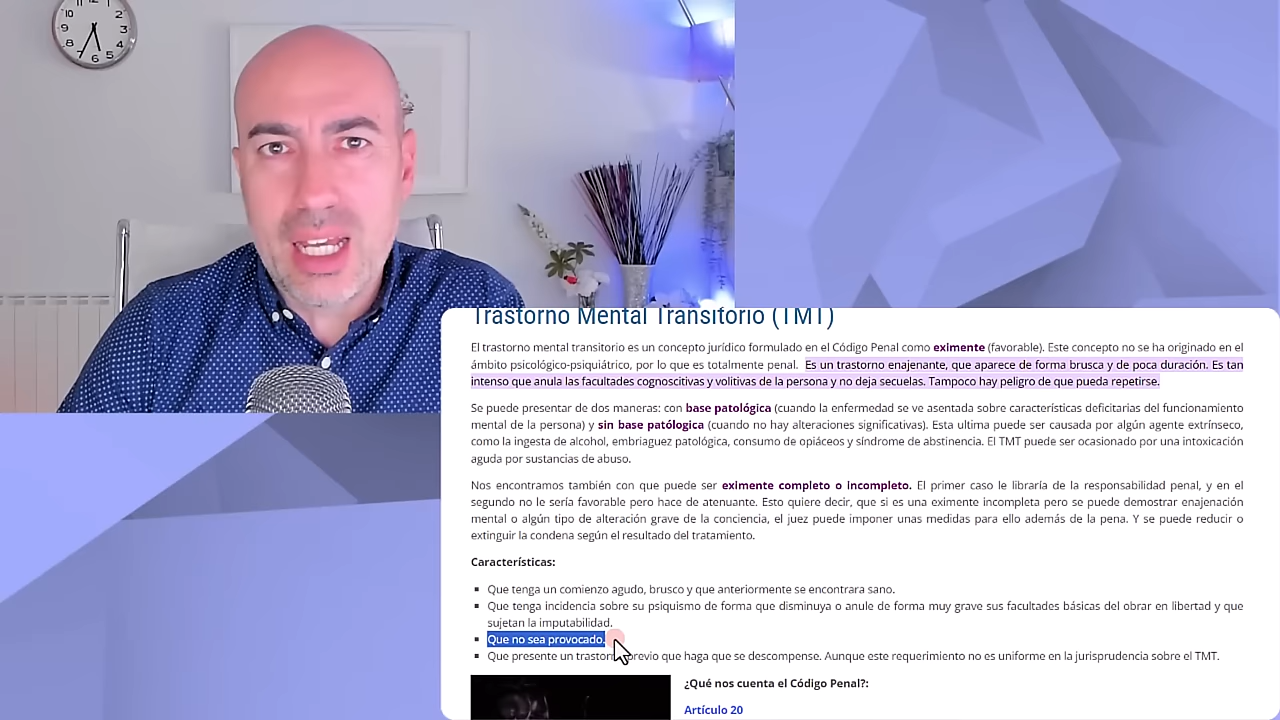 12
11
1
10
2
9
3
8
4
7
5
6
Trastorno Mental Transitorio (TMT)
El trastorno mental transitorio es un concepto jurídico formulado en el Código Penal como eximente (favorable). Este concepto no se ha originado en el
ámbito psicológico-psiquiátrico, por lo que es totalmente penal. Es un trastorno enajenante, que aparece de forma brusca y de poca duración. Es tan
intenso que anula las facultades cognoscitivas y volitivas de la persona y no deja secuelas. Tampoco hay peligro de que pueda repetirse.
Se puede presentar de dos maneras: con base patológica (cuando la enfermedad se ve asentada sobre características deficitarias del funcionamiento
mental de la persona) y sin base patólogica (cuando no hay alteraciones significativas). Esta ultima puede ser causada por algún agente extrínseco,
como la ingesta de alcohol, embriaguez patológica, consumo de opiáceos y síndrome de abstinencia. El TMT puede ser ocasionado por una intoxicación
aguda por sustancias de abuso.
Nos encontramos también con que puede ser eximente completo o incompleto. El primer caso le libraría de la responsabilidad penal, y en el
segundo no le sería favorable pero hace de atenuante. Esto quiere decir, que si es una eximente incompleta pero se puede demostrar enajenación
mental o algún tipo de alteración grave de la conciencia, el juez puede imponer unas medidas para ello además de la pena. Y se puede reducir o
extinguir la condena según el resultado del tratamiento.
Características:
Que tenga un comienzo agudo, brusco y que anteriormente se encontrara sano.
Que tenga incidencia sobre su psiquismo de forma que disminuya o anule de forma muy grave sus facultades básicas del obrar en libertad y que
sujetan la imputabilidad.
Que no sea provocado.
Que presente un trastorno previo que haga que se descompense. Aunque este requerimiento no es uniforme en la jurisprudencia sobre el TMT.
¿Qué nos cuenta el Código Penal?:
Artículo 20